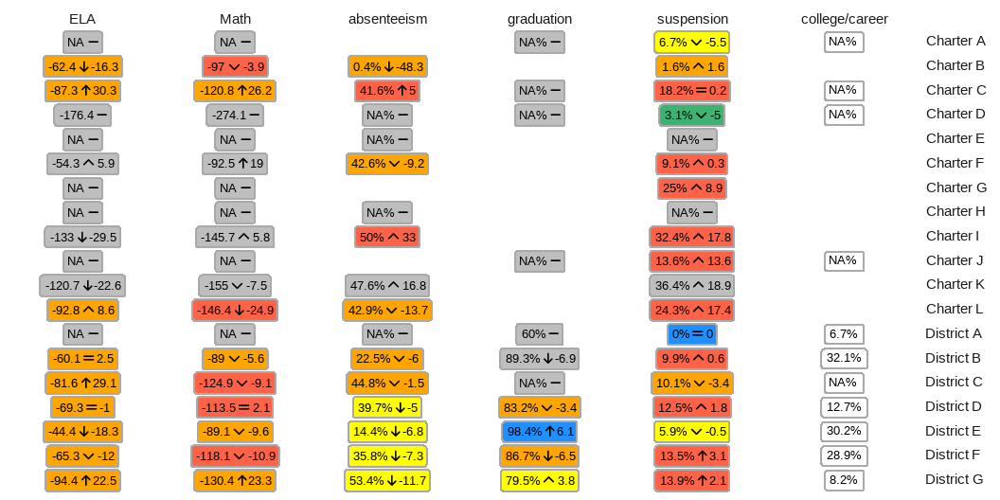 ELA Math absenteeism graduation suspension college/career
NA − NA − NA% − 6.7% ⌵ -5.5 NA% Charter A
-62.4 ↓ -16.3 -97 ⌵ -3.9 0.4% ↓ -48.3 1.6% ^ 1.6 Charter B
-87.3 ↑ 30.3 -120.8 ↑ 26.2 41.6% ↑ 5 NA% − 18.2% = 0.2 NA% Charter C
-176.4 − -274.1 − NA% − NA% − 3.1% ⌵ -5 NA% Charter D
NA − NA − NA% − NA% − Charter E
-54.3 ^ 5.9 -92.5 ↑ 19 42.6% ⌵ -9.2 9.1% ^ 0.3 Charter F
NA − NA − 25% ^ 8.9 Charter G
NA − NA − NA% − NA% − Charter H
-133 ↓ -29.5 -145.7 ^ 5.8 50% ^ 33 32.4% ^ 17.8 Charter I
NA − NA − NA% − 13.6% ^ 13.6 NA% Charter J
-120.7 ↓ -22.6 -155 ⌵ -7.5 47.6% ^ 16.8 36.4% ^ 18.9 Charter K
-92.8 ^ 8.6 -146.4 ↓ -24.9 42.9% ⌵ -13.7 24.3% ^ 17.4 Charter L
NA − NA − NA% − 60% − 0% = 0 6.7% District A
-60.1 = 2.5 -89 ⌵ -5.6 22.5% ⌵ -6 89.3% ↓ -6.9 9.9% ^ 0.6 32.1% District B
-81.6 ↑ 29.1 -124.9 ⌵ -9.1 44.8% ⌵ -1.5 NA% − 10.1% ⌵ -3.4 NA% District C
-69.3 = -1 -113.5 = 2.1 39.7% ↓ -5 83.2% ⌵ -3.4 12.5% ^ 1.8 12.7% District D
-44.4 ↓ -18.3 -89.1 ⌵ -9.6 14.4% ↓ -6.8 98.4% ↑ 6.1 5.9% ⌵ -0.5 30.2% District E
-65.3 ⌵ -12 -118.1 ⌵ -10.9 35.8% ↓ -7.3 86.7% ↓ -6.5 13.5% ↑ 3.1 28.9% District F
-94.4 ↑ 22.5 -130.4 ↑ 23.3 53.4% ↓ -11.7 79.5% ^ 3.8 13.9% ↑ 2.1 8.2% District G